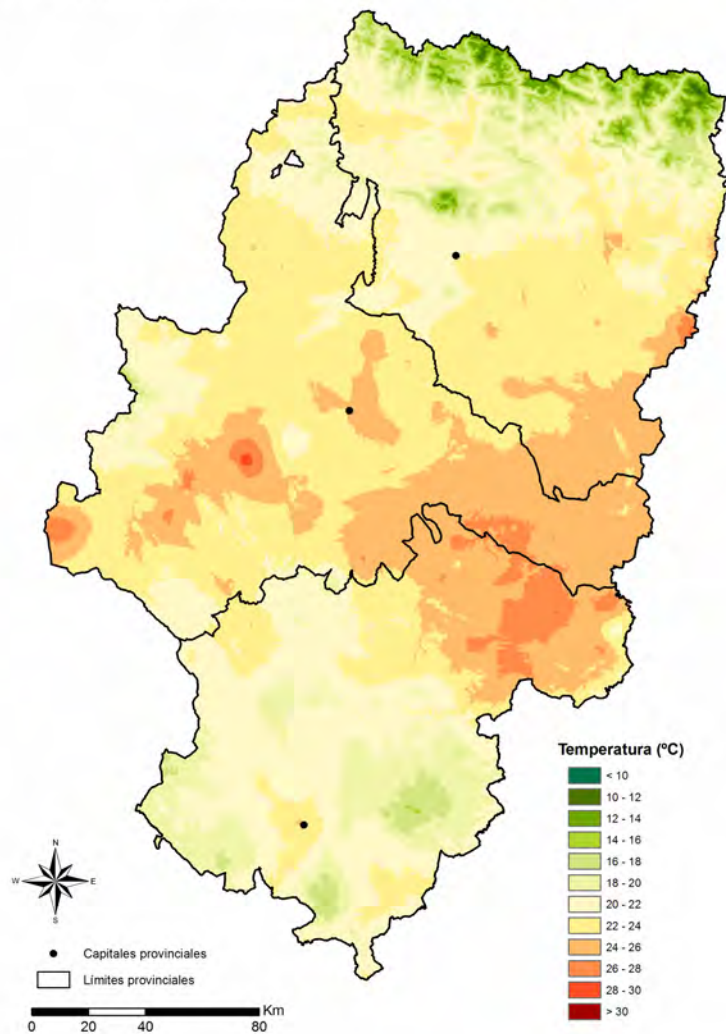 Temperatura (ºC)
< 10
10 - 12
12 - 14
14 - 16
16 - 18
18 - 20
20 - 22
22 - 24
24 - 26
26 - 28
28 - 30
> 30
N
W E
S
Capitales provinciales
Límites provinciales
Km
0 20 40 80